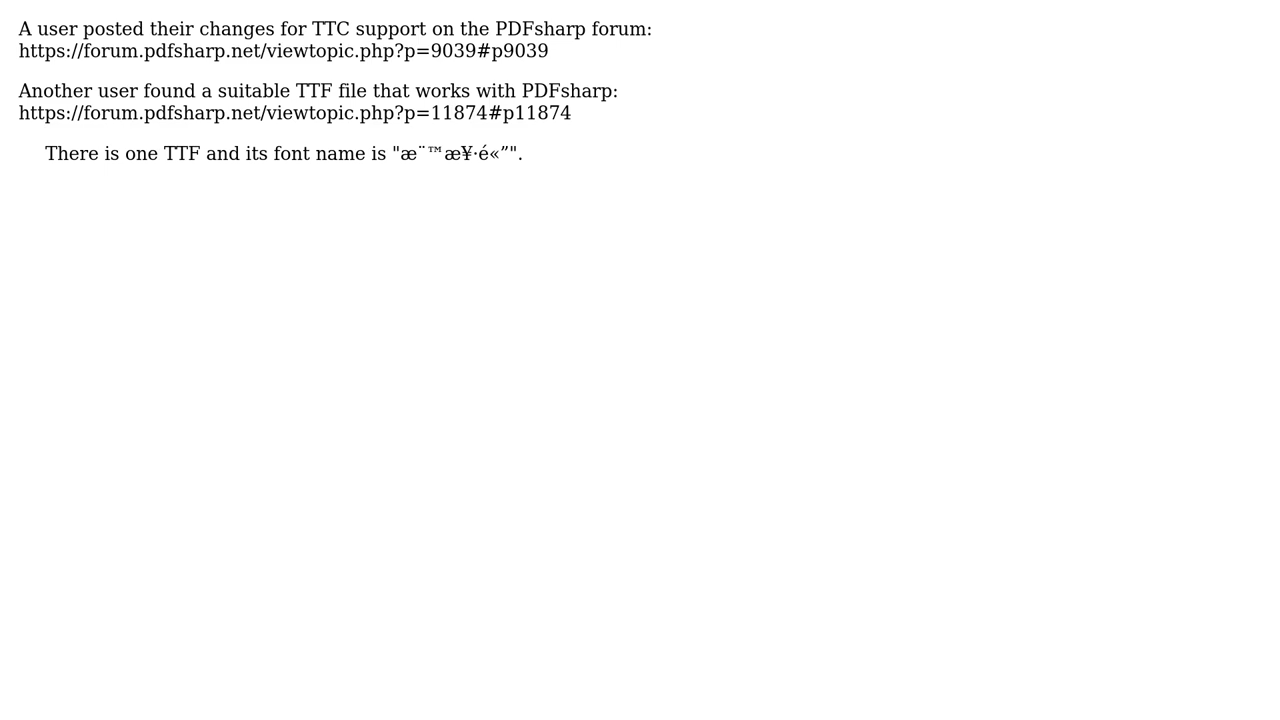 A user posted their changes for TTC support on the PDFsharp forum:
https://forum.pdfsharp.net/viewtopic.php?p=9039#p9039
Another user found a suitable TTF file that works with PDFsharp:
https://forum.pdfsharp.net/viewtopic.php?p=11874#p11874
There is one TTF and its font name is "æ¨™æ¥·é«”".